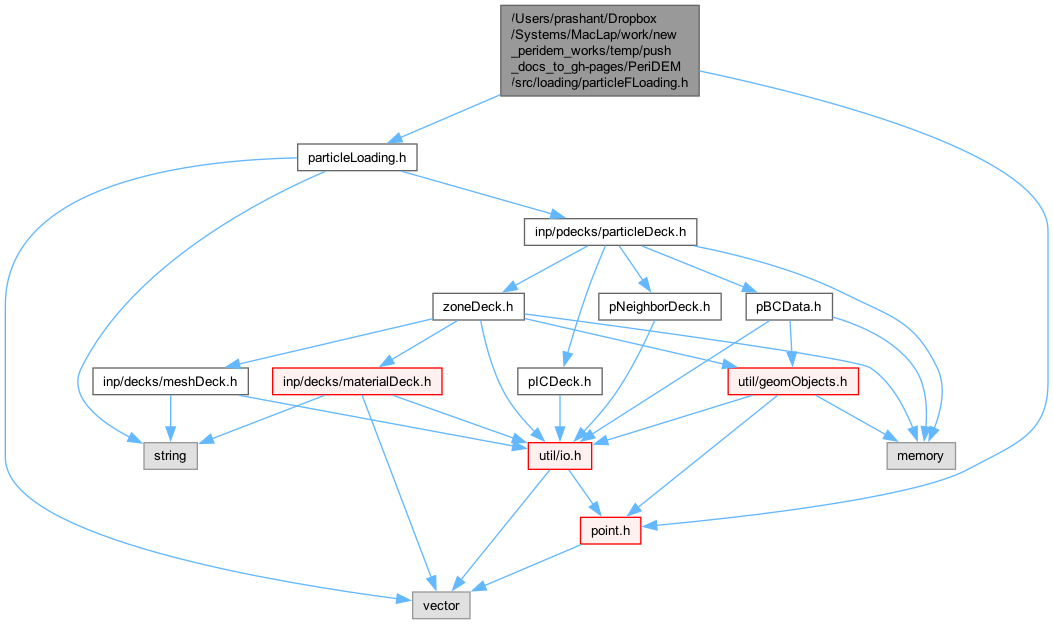 /Users/prashant/Dropbox
/Systems/MacLap/work/new
_peridem_works/temp/push
_docs_to_gh-pages/PeriDEM
/src/loading/particleFLoading.h
particleLoading.h
inp/pdecks/particleDeck.h
zoneDeck.h
pNeighborDeck.h
pBCData.h
inp/decks/meshDeck.h
inp/decks/materialDeck.h
pICDeck.h
util/geomObjects.h
string
util/io.h
memory
point.h
vector